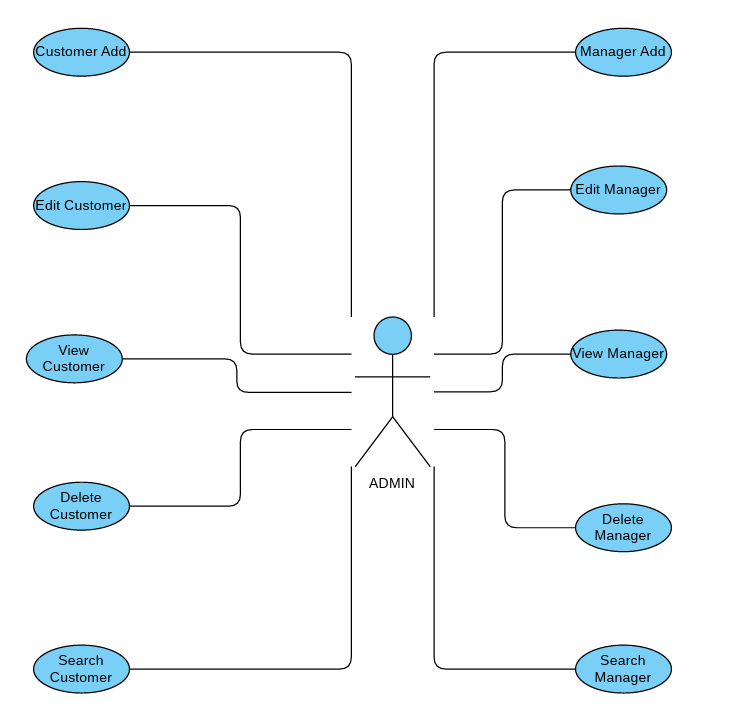 Customer Add
Manager Add
Edit Customer
Edit Manager
View
Customer
View Manager
ADMIN
Delete
Customer
Delete
Manager
Search
Customer
Search
Manager